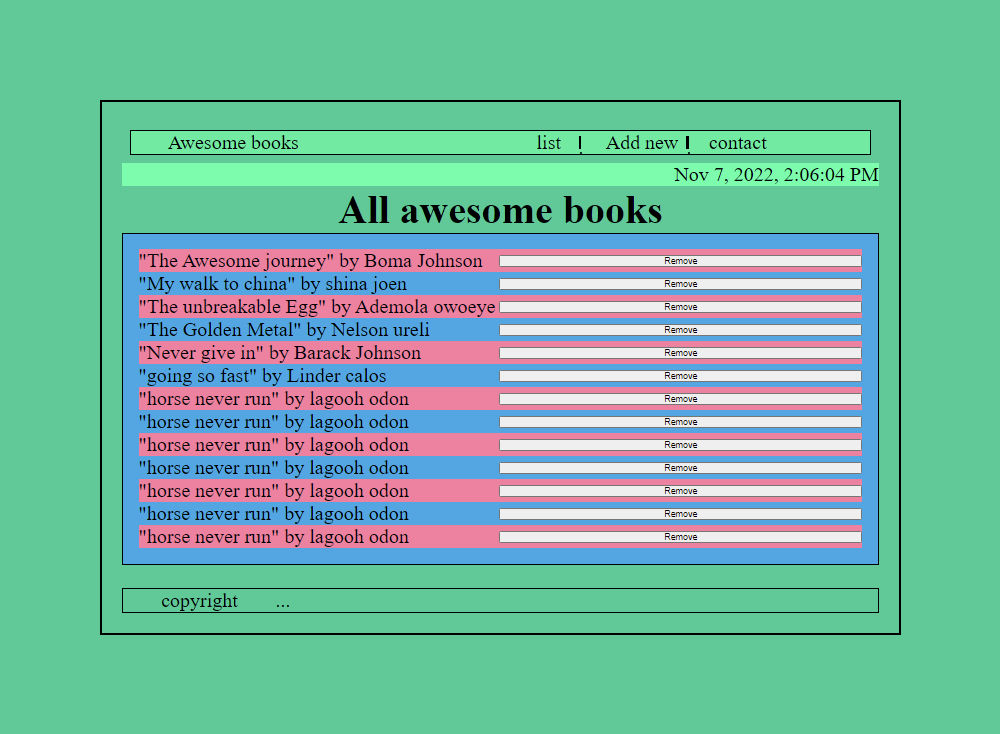 Awesome books list Add new contact
Nov 7, 2022, 2:06:04 PM
All awesome books
"The Awesome journey" by Boma Johnson Remove
"My walk to china" by shina joen Remove
"The unbreakable Egg" by Ademola owoeye Remove
"The Golden Metal" by Nelson ureli Remove
"Never give in" by Barack Johnson Remove
"going so fast" by Linder calos Remove
"horse never run" by lagooh odon Remove
"horse never run" by lagooh odon Remove
"horse never run" by lagooh odon Remove
"horse never run" by lagooh odon Remove
"horse never run" by lagooh odon Remove
"horse never run" by lagooh odon Remove
"horse never run" by lagooh odon Remove
copyright ...